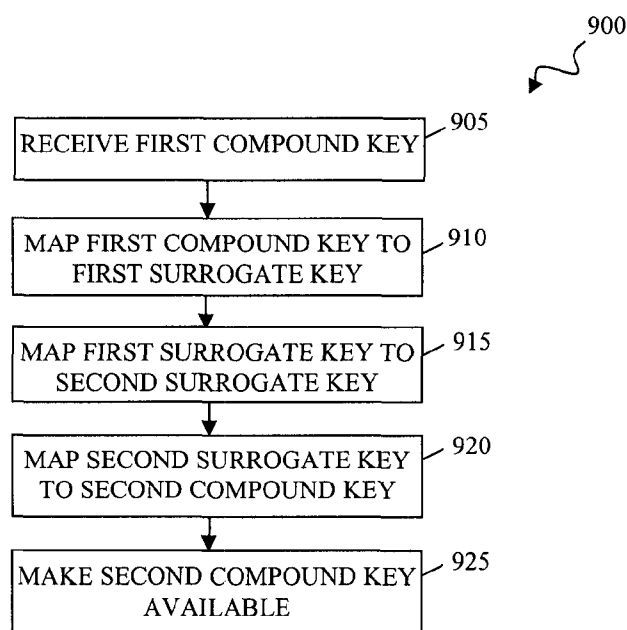 900
RECEIVE FIRST COMPOUND KEY
905
MAP FIRST COMPOUND KEY TO
FIRST SURROGATE KEY
910
MAP FIRST SURROGATE KEY TO
SECOND SURROGATE KEY
915
MAP SECOND SURROGATE KEY
TO SECOND COMPOUND KEY
920
MAKE SECOND COMPOUND KEY
AVAILABLE
925